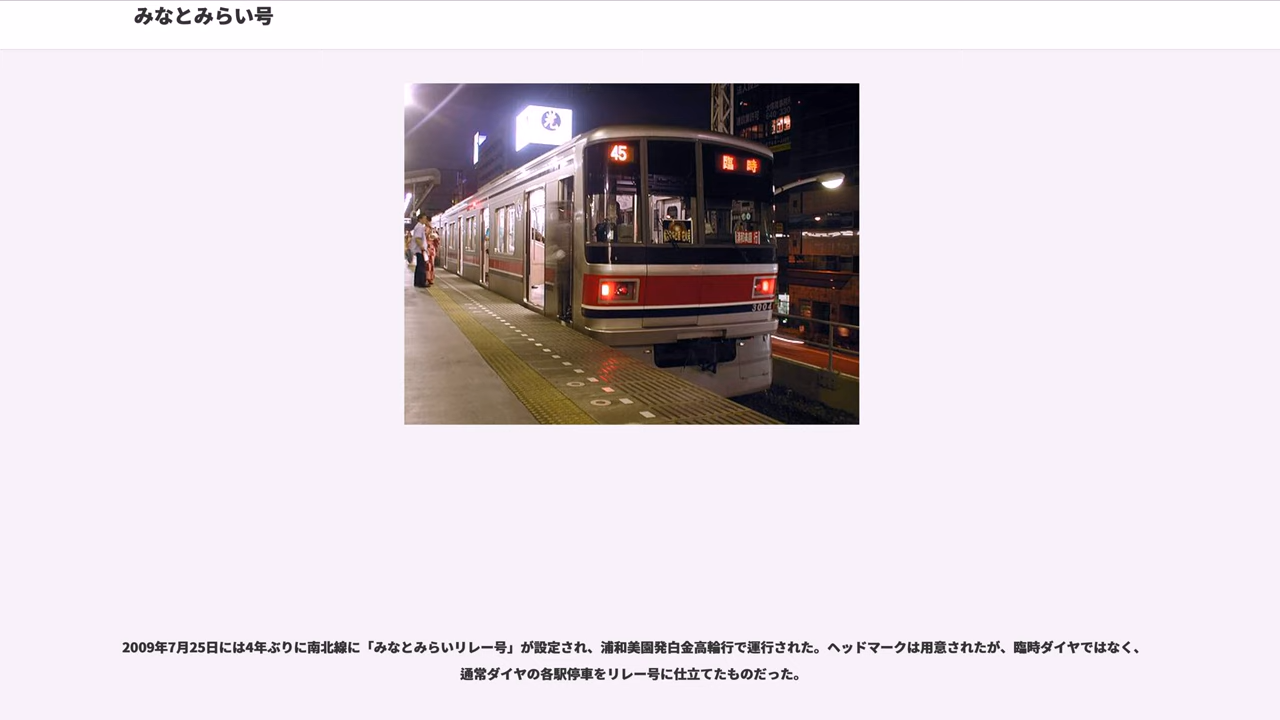 みなとみらい号
光
45
臨時
3004
2009年7月25日には4年ぶりに南北線に「みなとみらいリレー号」が設定され、浦和美園発白金高輪行で運行された。ヘッドマークは用意されたが、臨時ダイヤではなく、
通常ダイヤの各駅停車をリレー号に仕立てたものだった。